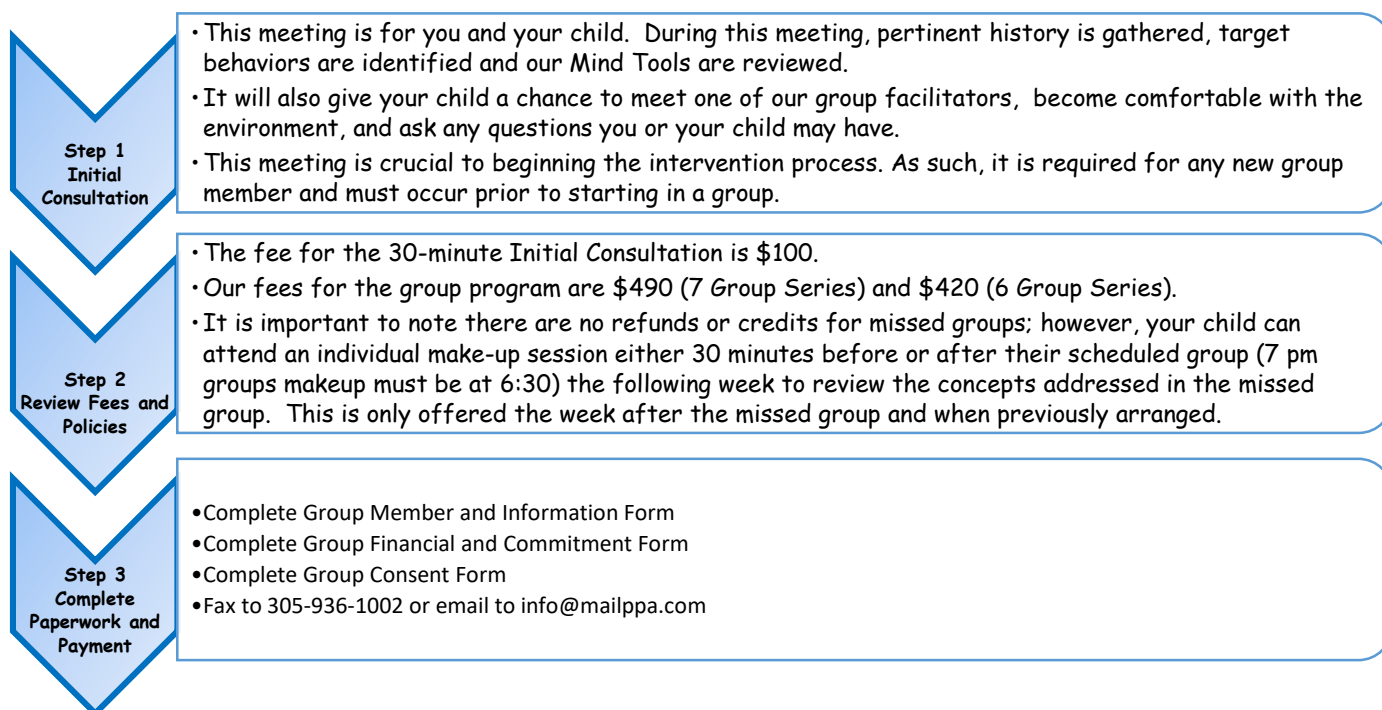 Step 1
Initial
Consultation
· This meeting is for you and your child.  During this meeting, pertinent history is gathered, target
behaviors are identified and our Mind Tools are reviewed.
· It will also give your child a chance to meet one of our group facilitators,  become comfortable with the
environment, and ask any questions you or your child may have.
· This meeting is crucial to beginning the intervention process. As such, it is required for any new group
member and must occur prior to starting in a group.
Step 2
Review Fees and
Policies
· The fee for the 30-minute Initial Consultation is $100.
· Our fees for the group program are $490 (7 Group Series) and $420 (6 Group Series).
· It is important to note there are no refunds or credits for missed groups; however, your child can
attend an individual make-up session either 30 minutes before or after their scheduled group (7 pm
groups makeup must be at 6:30) the following week to review the concepts addressed in the missed
group.  This is only offered the week after the missed group and when previously arranged.
Step 3
Complete
Paperwork and
Payment
•Complete Group Member and Information Form
•Complete Group Financial and Commitment Form
•Complete Group Consent Form
•Fax to 305-936-1002 or email to info@mailppa.com